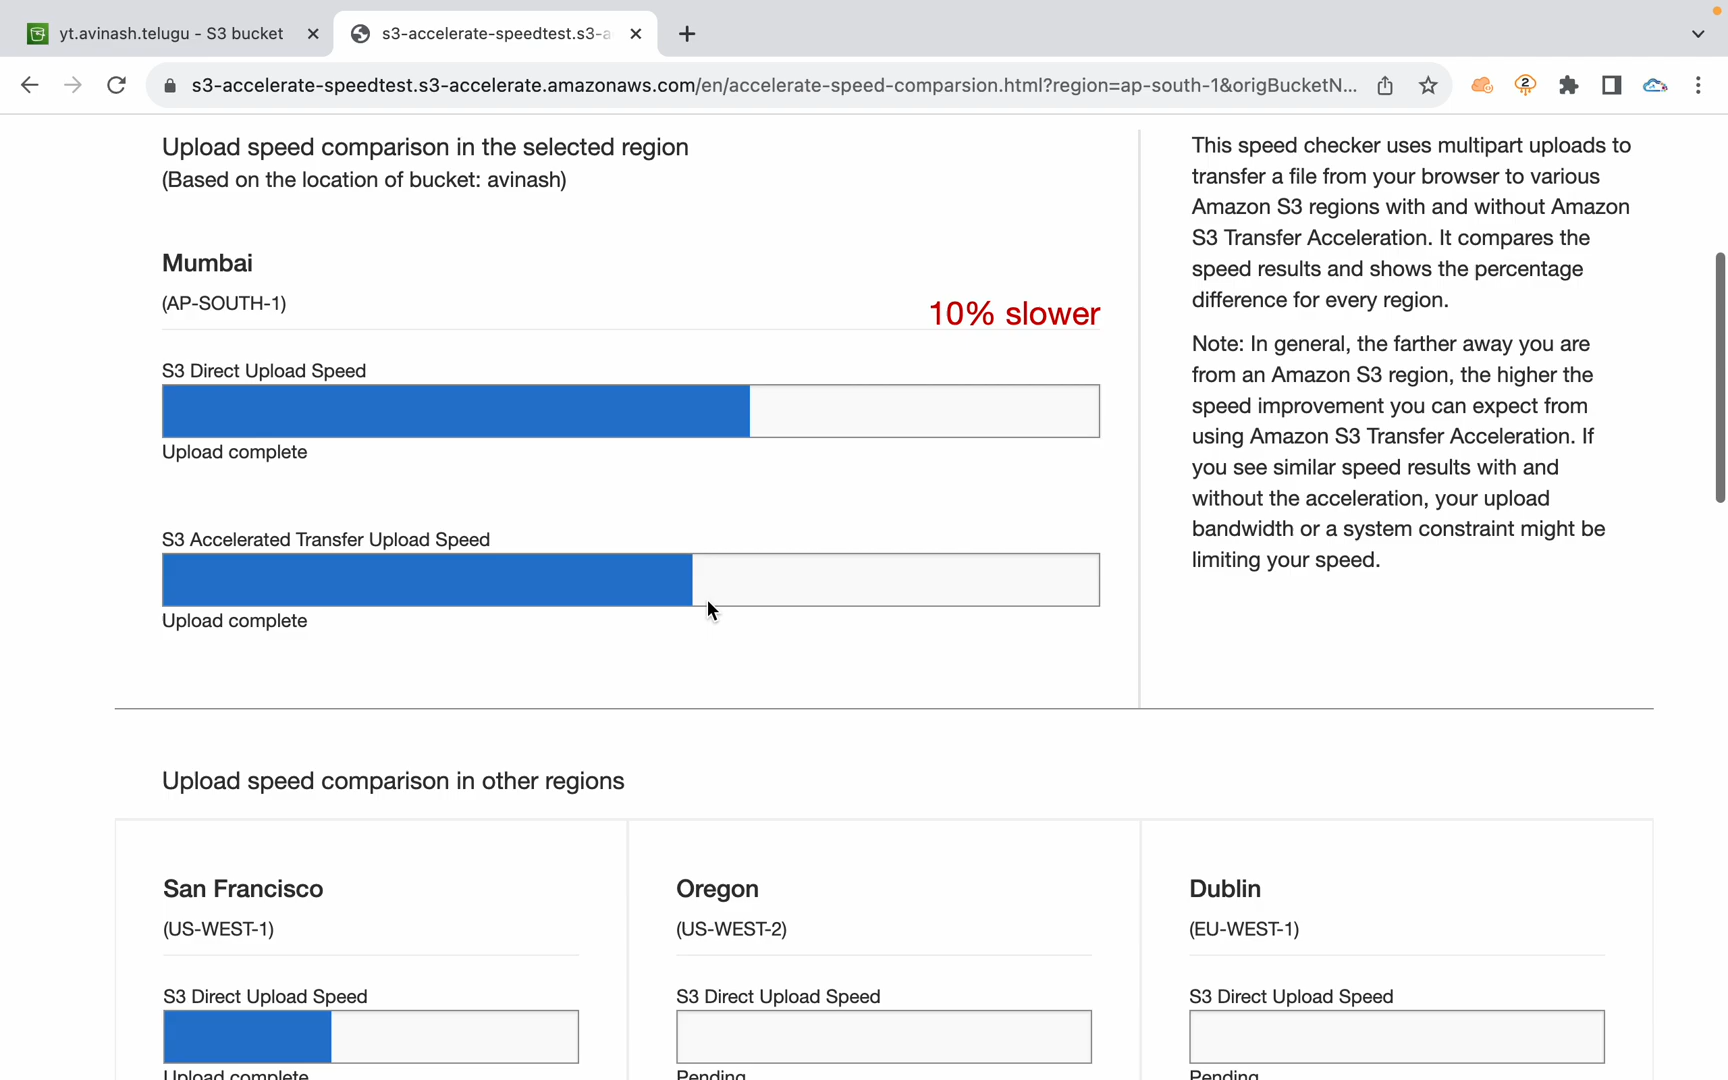 yt.avinash.telugu - S3 bucket
s3-accelerate-speedtest.s3-a
s3-accelerate-speedtest.s3-accelerate.amazonaws.com/en/accelerate-speed-comparsion.html?region=ap-south-1&origBucketN...
2
Upload speed comparison in the selected region
(Based on the location of bucket: avinash)
Mumbai
(AP-SOUTH-1)
10% slower
S3 Direct Upload Speed
Upload complete
S3 Accelerated Transfer Upload Speed
Upload complete
This speed checker uses multipart uploads to
transfer a file from your browser to various
Amazon S3 regions with and without Amazon
S3 Transfer Acceleration. It compares the
speed results and shows the percentage
difference for every region.
Note: In general, the farther away you are
from an Amazon S3 region, the higher the
speed improvement you can expect from
using Amazon S3 Transfer Acceleration. If
you see similar speed results with and
without the acceleration, your upload
bandwidth or a system constraint might be
limiting your speed.
Upload speed comparison in other regions
San Francisco
(US-WEST-1)
S3 Direct Upload Speed
Upload complete
Oregon
(US-WEST-2)
S3 Direct Upload Speed
Pending
Dublin
(EU-WEST-1)
S3 Direct Upload Speed
Pending